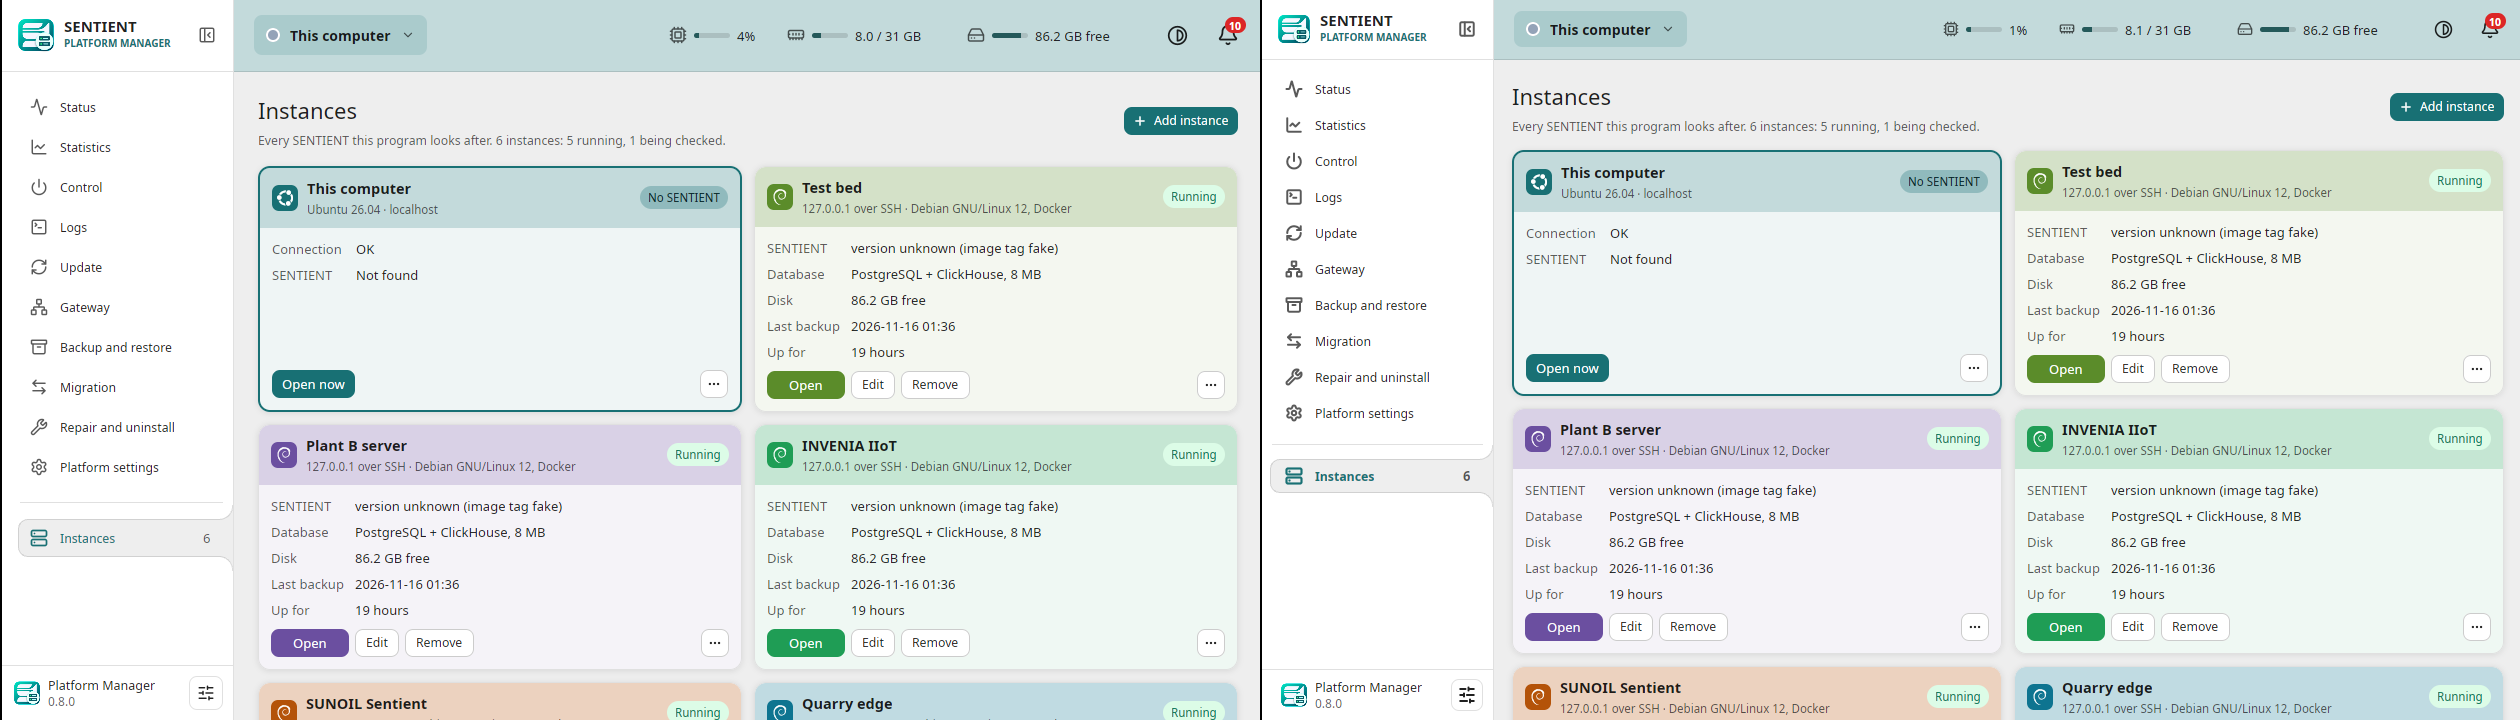 SENTIENT
PLATFORM MANAGER
This computer
4%
8.0 / 31 GB
86.2 GB free
10
Status
Statistics
Control
Logs
Update
Gateway
Backup and restore
Migration
Repair and uninstall
Platform settings
Instances 6
Platform Manager
0.8.0
Instances
Every SENTIENT this program looks after. 6 instances: 5 running, 1 being checked.
+ Add instance
This computer
Ubuntu 26.04 · localhost
No SENTIENT
Connection OK
SENTIENT Not found
Open now
Test bed
127.0.0.1 over SSH · Debian GNU/Linux 12, Docker
Running
SENTIENT version unknown (image tag fake)
Database PostgreSQL + ClickHouse, 8 MB
Disk 86.2 GB free
Last backup 2026-11-16 01:36
Up for 19 hours
Open Edit Remove
Plant B server
127.0.0.1 over SSH · Debian GNU/Linux 12, Docker
Running
SENTIENT version unknown (image tag fake)
Database PostgreSQL + ClickHouse, 8 MB
Disk 86.2 GB free
Last backup 2026-11-16 01:36
Up for 19 hours
Open Edit Remove
INVENIA IIoT
127.0.0.1 over SSH · Debian GNU/Linux 12, Docker
Running
SENTIENT version unknown (image tag fake)
Database PostgreSQL + ClickHouse, 8 MB
Disk 86.2 GB free
Last backup 2026-11-16 01:36
Up for 19 hours
Open Edit Remove
SUNOIL Sentient
Running
Quarry edge
Running
SENTIENT
PLATFORM MANAGER
This computer
1%
8.1 / 31 GB
86.2 GB free
10
Status
Statistics
Control
Logs
Update
Gateway
Backup and restore
Migration
Repair and uninstall
Platform settings
Instances 6
Platform Manager
0.8.0
Instances
Every SENTIENT this program looks after. 6 instances: 5 running, 1 being checked.
+ Add instance
This computer
Ubuntu 26.04 · localhost
No SENTIENT
Connection OK
SENTIENT Not found
Open now
Test bed
127.0.0.1 over SSH · Debian GNU/Linux 12, Docker
Running
SENTIENT version unknown (image tag fake)
Database PostgreSQL + ClickHouse, 8 MB
Disk 86.2 GB free
Last backup 2026-11-16 01:36
Up for 19 hours
Open Edit Remove
Plant B server
127.0.0.1 over SSH · Debian GNU/Linux 12, Docker
Running
SENTIENT version unknown (image tag fake)
Database PostgreSQL + ClickHouse, 8 MB
Disk 86.2 GB free
Last backup 2026-11-16 01:36
Up for 19 hours
Open Edit Remove
INVENIA IIoT
127.0.0.1 over SSH · Debian GNU/Linux 12, Docker
Running
SENTIENT version unknown (image tag fake)
Database PostgreSQL + ClickHouse, 8 MB
Disk 86.2 GB free
Last backup 2026-11-16 01:36
Up for 19 hours
Open Edit Remove
SUNOIL Sentient
127.0.0.1 over SSH · Debian GNU/Linux 12, Docker
Running
Quarry edge
127.0.0.1 over SSH · Debian GNU/Linux 12, Docker
Running